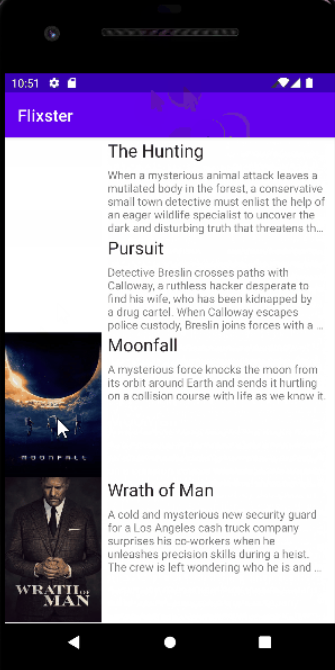 10:51
Flixster
The Hunting
When a mysterious animal attack leaves a
mutilated body in the forest, a conservative
small town detective must enlist the help of
an eager wildlife specialist to uncover the
dark and disturbing truth that threatens th...
Pursuit
Detective Breslin crosses paths with
Calloway, a ruthless hacker desperate to
find his wife, who has been kidnapped by
a drug cartel. When Calloway escapes
police custody, Breslin joins forces with a ...
Moonfall
A mysterious force knocks the moon from
its orbit around Earth and sends it hurtling
on a collision course with life as we know it.
MOONFALL
Wrath of Man
A cold and mysterious new security guard
for a Los Angeles cash truck company
surprises his co-workers when he
unleashes precision skills during a heist.
The crew is left wondering who he is and ...
WRATH OF
MAN